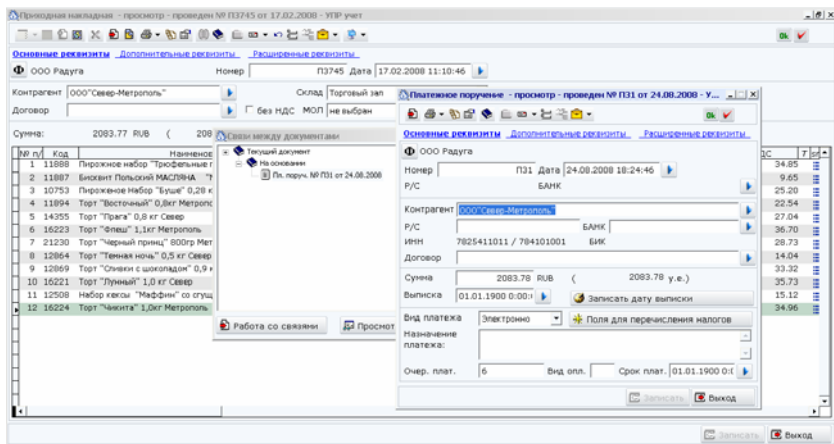 Приходная накладная - просмотр - проведен № П3745 от 17.02.2008 - УПР учет
Основные реквизиты Дополнительные реквизиты Расширенные реквизиты
Ф ООО Радуга Номер П3745 Дата 17.02.2008 11:10:46
Контрагент ООО"Север-Метрополь" Склад Торговый зал
Договор без НДС МОЛ не выбран
Сумма: 2083.77 RUB ( 208
№ п/ Код Наименов ДС Т
1 11888 Пирожное набор "Трюфельные 34.85
2 11887 Бисквит Польский МАСЛЯНА 9.65
3 10753 Пироженое Набор "Буше" 0,28 к 25.20
4 11894 Торт "Восточный" 0,8кг Метропо 22.54
5 14355 Торт "Прага" 0,8 кг Север 27.04
6 16223 Торт "Флеш" 1,1кг Метрополь 36.70
7 21230 Торт "Черный принц" 800гр Мет 28.73
8 12864 Торт "Темная ночь" 0,5 кг Север 14.04
9 12869 Торт "Сливки с шоколадом" 0,9 33.32
10 16221 Торт "Лунный" 1,0 кг Север 35.73
11 12508 Набор кексы "Маффин" со сгущ 15.12
12 16224 Торт "Чикита" 1,0кг Метрополь 34.96
Записать Выход
Связи между документами
Текущий документ
На основании
Пл. поруч. № П31 от 24.08.2008
Работа со связями Просмот
Платежное поручение - просмотр - проведен № П31 от 24.08.2008 - У...
Ok
Основные реквизиты Дополнительные реквизиты Расширенные реквизиты
Ф ООО Радуга
Номер П31 Дата 24.08.2008 18:24:46
Р/С БАНК
Контрагент ООО"Север-Метрополь"
Р/С БАНК
ИНН 7825411011 / 784101001 БИК
Договор
Сумма 2083.78 RUB ( 2083.78 у.е.)
Выписка 01.01.1900 0:00: Записать дату выписки
Вид платежа Электронно Поля для перечисления налогов
Назначение
платежа:
Очер. плат. 6 Вид опл. Срок плат. 01.01.1900 0:0
Записать Выход